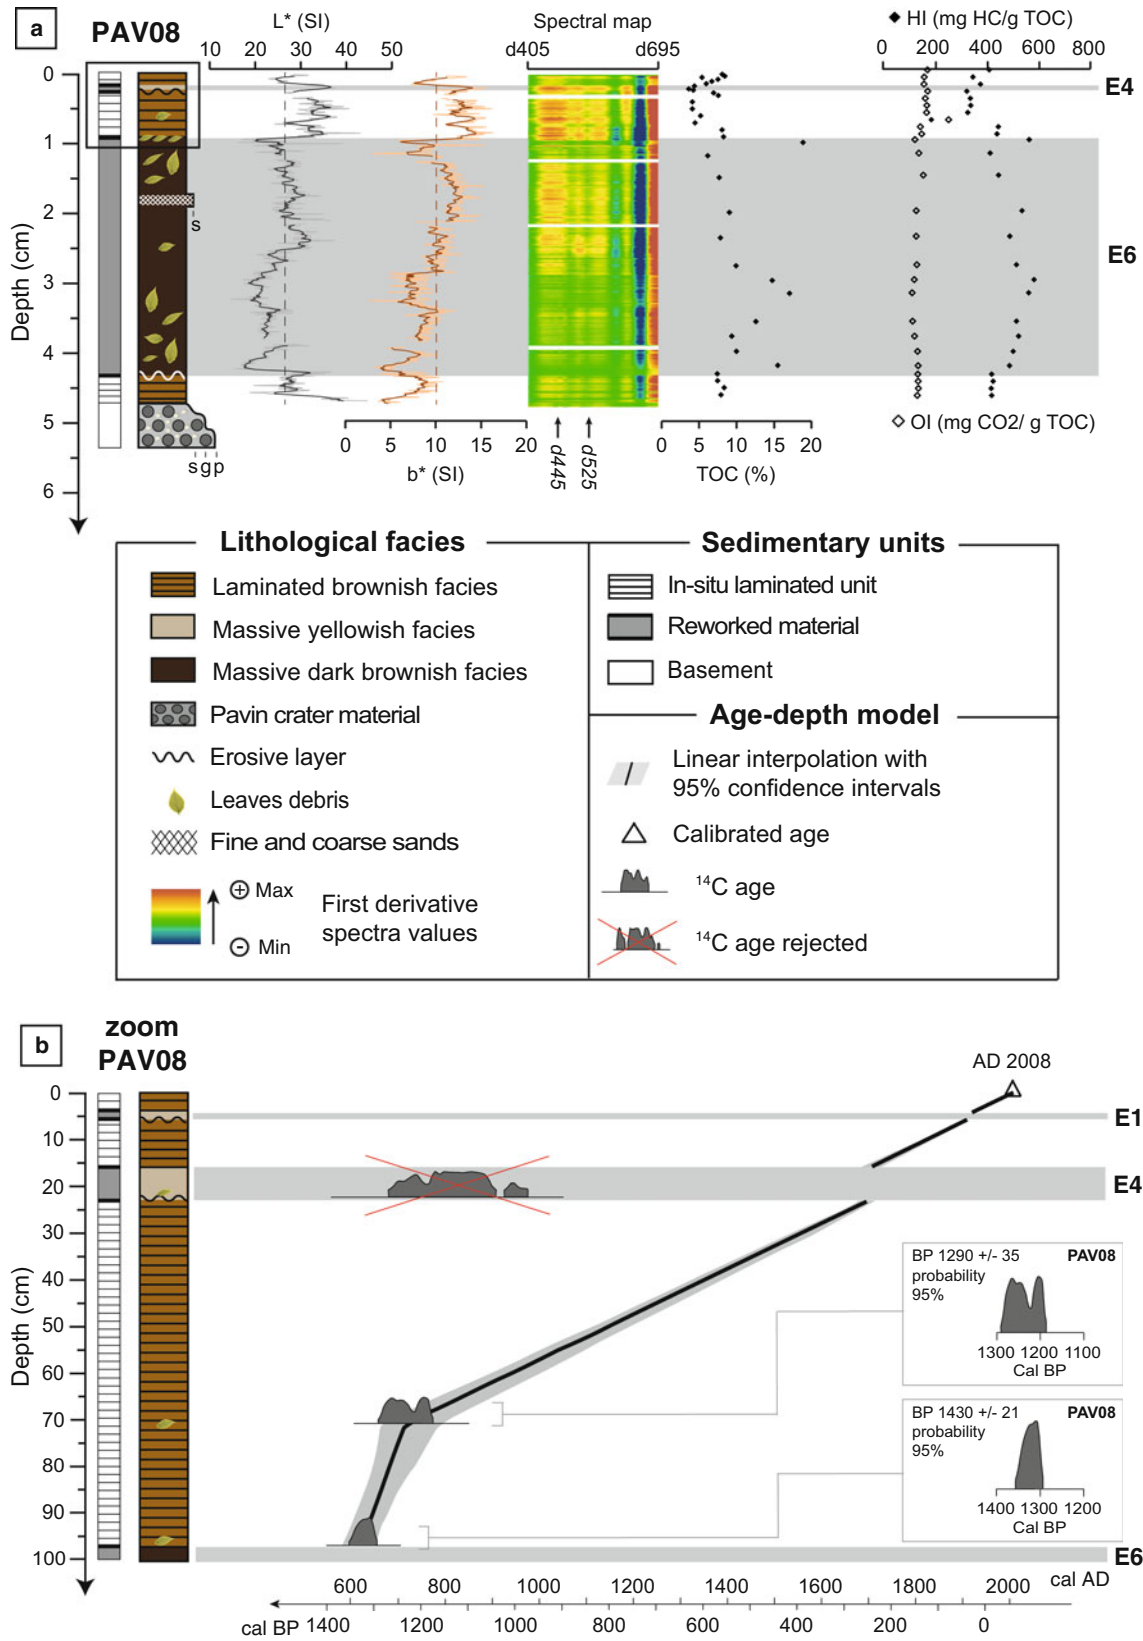 a
PAV08
L* (SI)
10 20 30 40 50
Spectral map
d405 d695
HI (mg HC/g TOC)
0 200 400 600 800
Depth (cm)
0
1
2
3
4
5
6
s
s g p
E4
E6
0 5 10 15 20
b* (SI)
d445
d525
0 5 10 15 20
TOC (%)
OI (mg CO2/ g TOC)
Lithological facies
Laminated brownish facies
Massive yellowish facies
Massive dark brownish facies
Pavin crater material
Erosive layer
Leaves debris
Fine and coarse sands
+ Max
- Min
First derivative
spectra values
Sedimentary units
In-situ laminated unit
Reworked material
Basement
Age-depth model
Linear interpolation with
95% confidence intervals
Calibrated age
14C age
14C age rejected
b
zoom
PAV08
AD 2008
Depth (cm)
0
10
20
30
40
50
60
70
80
90
100
E1
E4
E6
BP 1290 +/- 35 PAV08
probability
95%
1300 1200 1100
Cal BP
BP 1430 +/- 21 PAV08
probability
95%
1400 1300 1200
Cal BP
600 800 1000 1200 1400 1600 1800 2000 cal AD
cal BP 1400 1200 1000 800 600 400 200 0